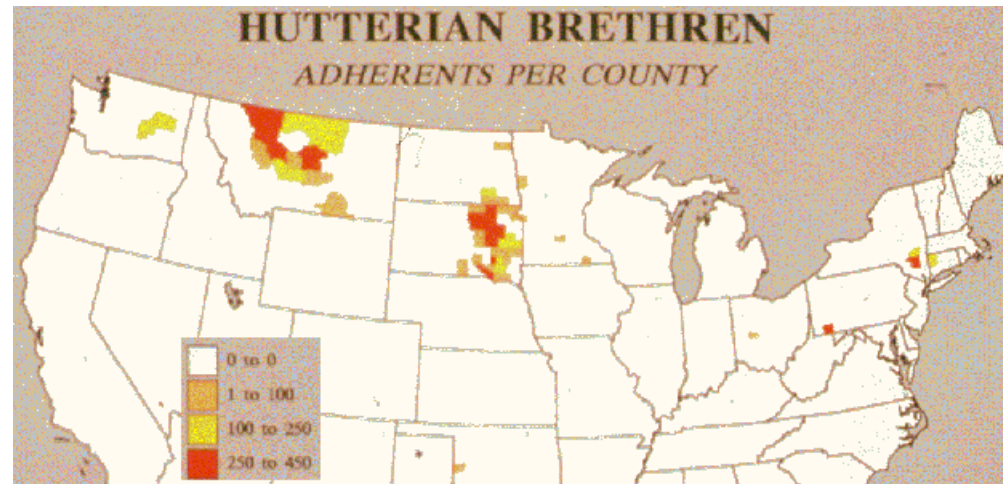 HUTTERIAN BRETHREN
ADHERENTS PER COUNTY
0 to 0
1 to 100
100 to 250
250 to 450